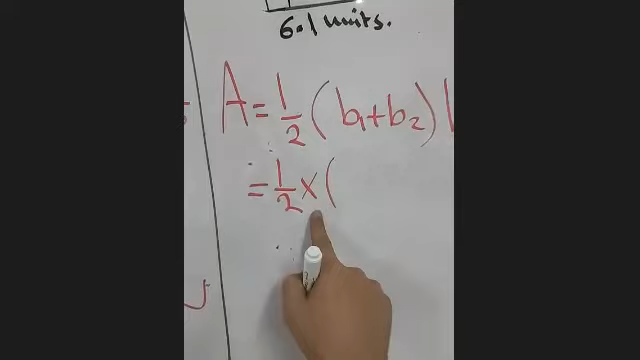 6.1 units.
A = 1/2 (b₁+b₂) h
= 1/2 × (